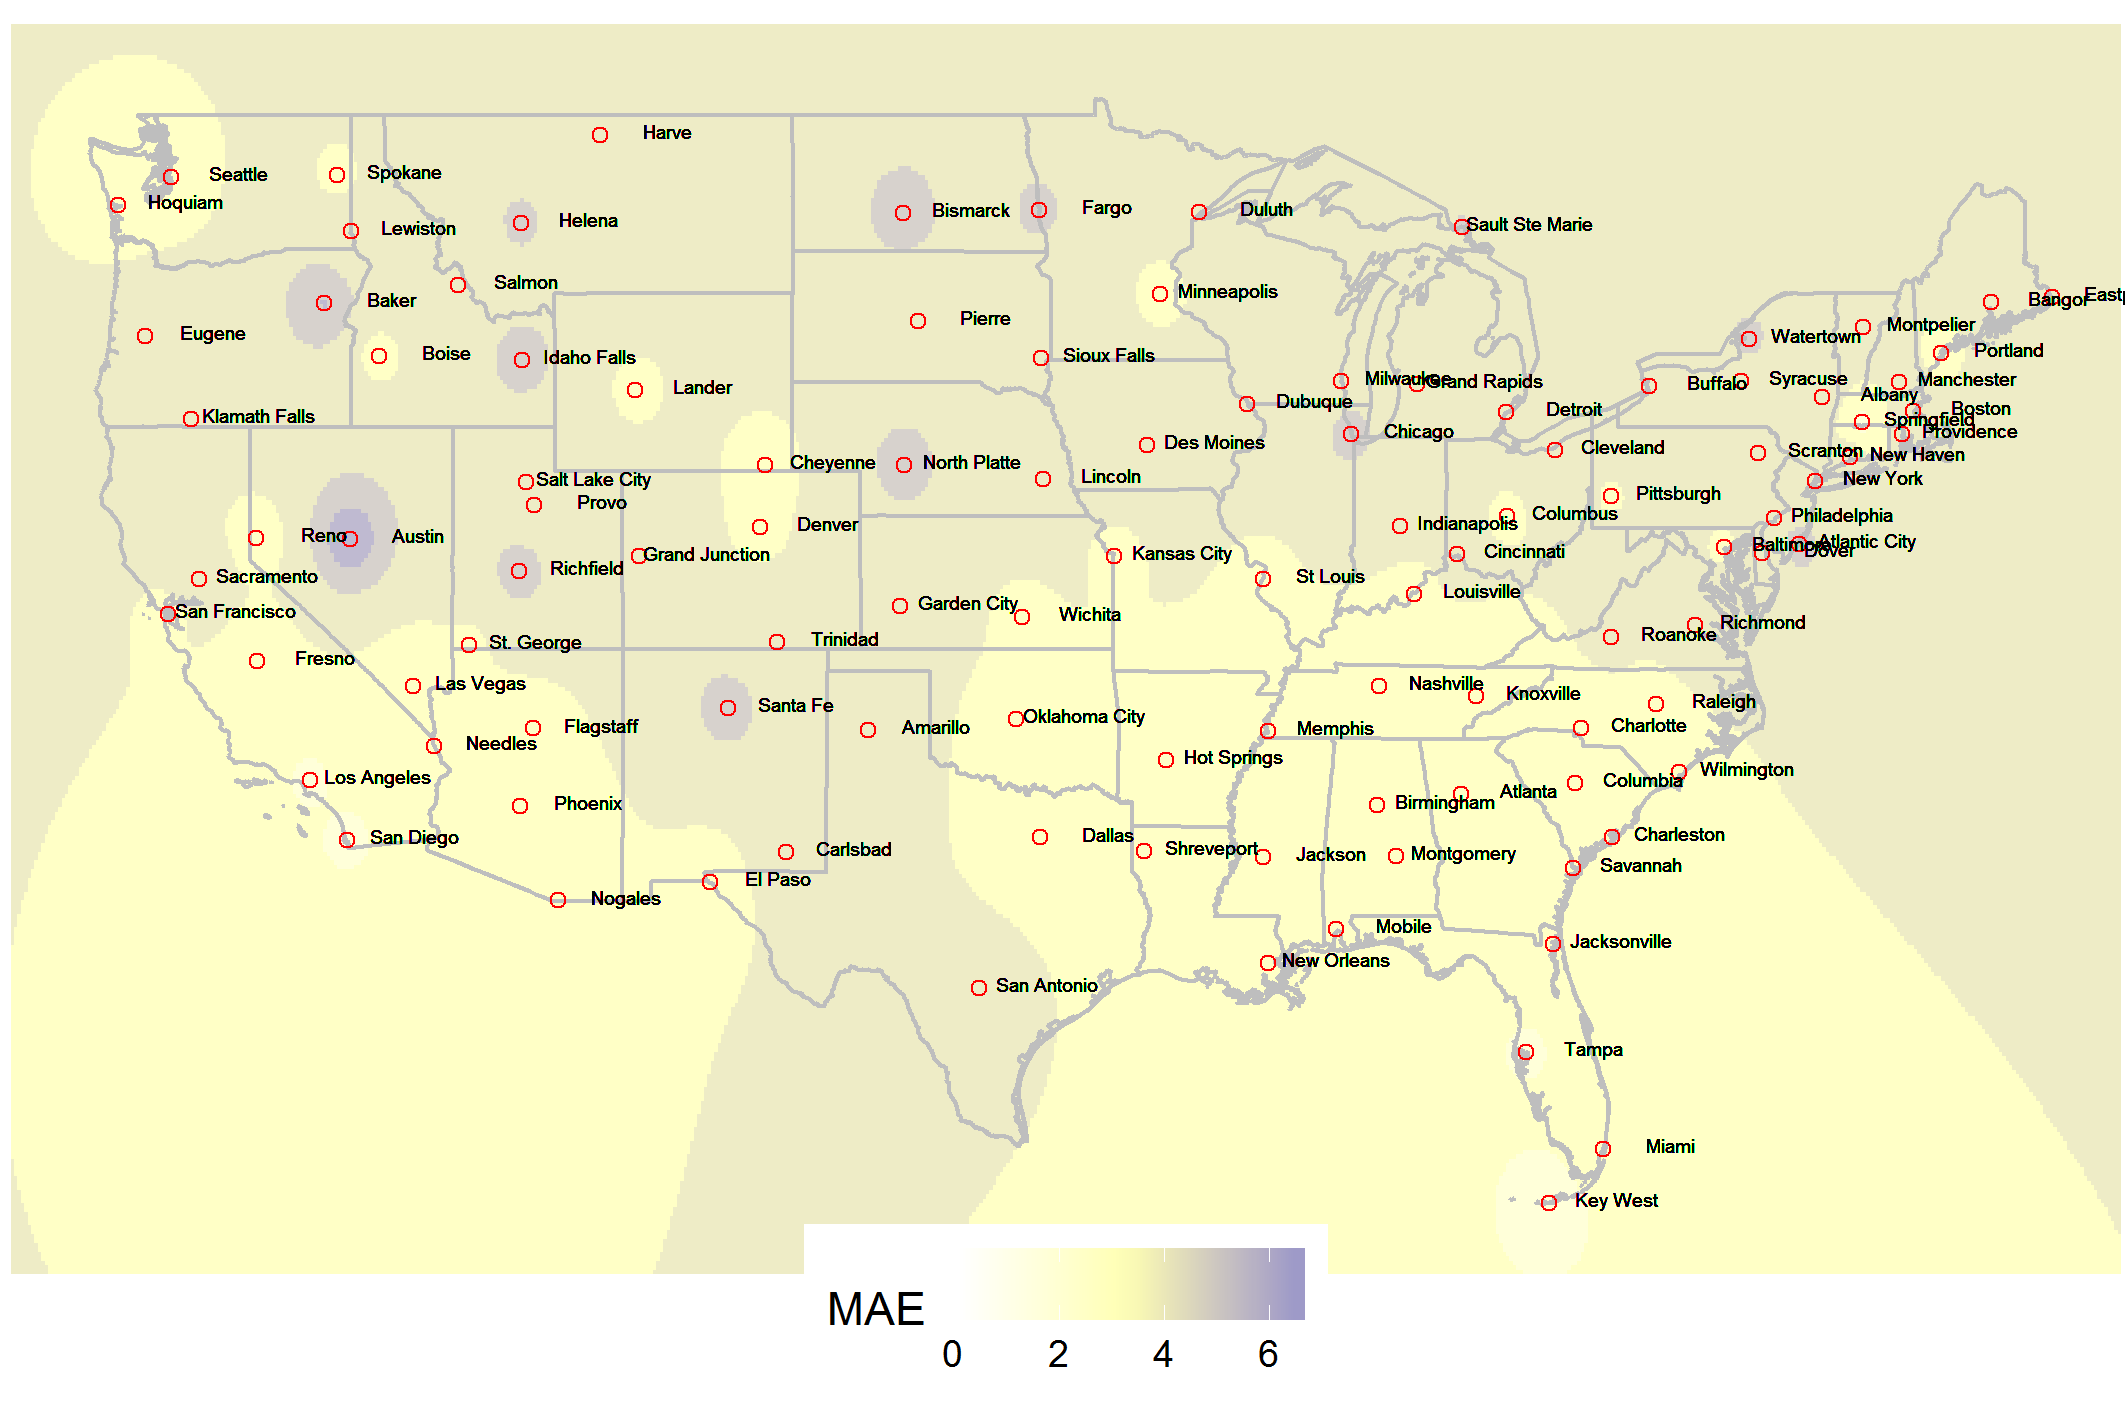 Harve
Seattle
Spokane
Hoquiam
Bismarck
Fargo
Duluth
Helena
Lewiston
Sault Ste Marie
Salmon
Minneapolis
Baker
Bangor
Eastp
Pierre
Montpelier
Eugene
Watertown
Boise
Idaho Falls
Sioux Falls
Portland
Lander
Milwaukee
Grand Rapids
Buffalo
Syracuse
Manchester
Albany
Dubuque
Detroit
Boston
Klamath Falls
Springfield
Chicago
Providence
Des Moines
Cleveland
Scranton
New Haven
Cheyenne
North Platte
Salt Lake City
Lincoln
New York
Provo
Pittsburgh
Denver
Indianapolis
Columbus
Philadelphia
Reno
Austin
Baltimore
Atlantic City
Dover
Grand Junction
Kansas City
Cincinnati
Richfield
Sacramento
St Louis
Louisville
San Francisco
Garden City
Wichita
Richmond
St. George
Trinidad
Roanoke
Fresno
Las Vegas
Nashville
Knoxville
Santa Fe
Raleigh
Flagstaff
Amarillo
Oklahoma City
Memphis
Charlotte
Needles
Hot Springs
Los Angeles
Wilmington
Phoenix
Birmingham
Atlanta
Columbia
San Diego
Dallas
Charleston
Carlsbad
Shreveport
Jackson
Montgomery
El Paso
Savannah
Nogales
Mobile
Jacksonville
New Orleans
San Antonio
Tampa
Miami
Key West
MAE
0 2 4 6